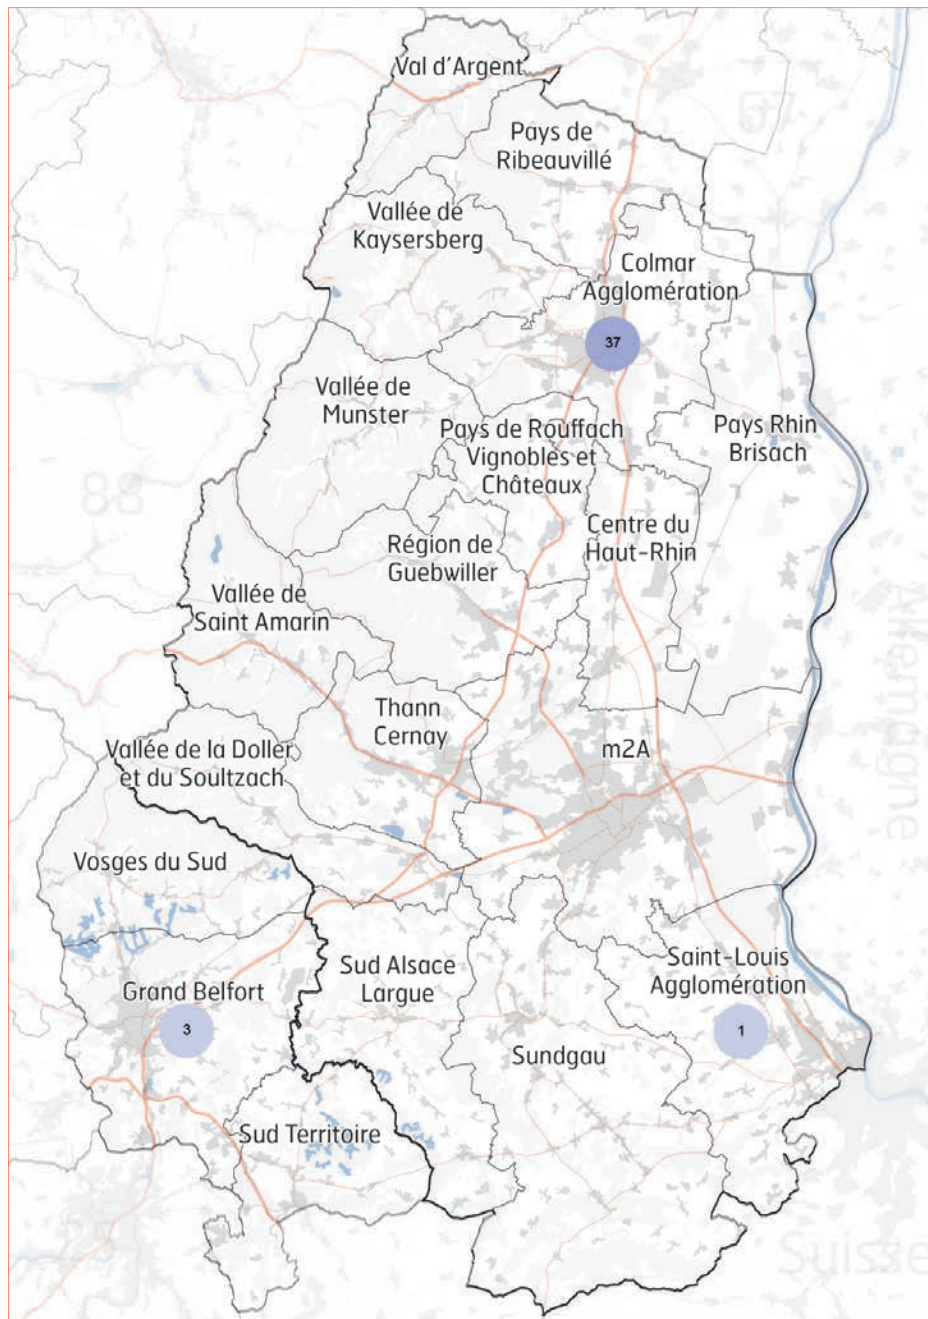 Val d'Argent
67
Pays de
Ribeauvillé
Vallée de
Kaysersberg
Colmar
Agglomération
37
Vallée de
Munster
Pays de Rouffach
Vignobles et
Châteaux
Pays Rhin
Brisach
88
Centre du
Haut-Rhin
Région de
Guebwiller
Vallée de
Saint Amarin
Allemagne
Thann
Cernay
m2A
Vallée de la Doller
et du Soultzach
Vosges du Sud
Saint-Louis
Agglomération
Sud Alsace
Largue
Grand Belfort
3
1
Sundgau
Sud Territoire
Suisse